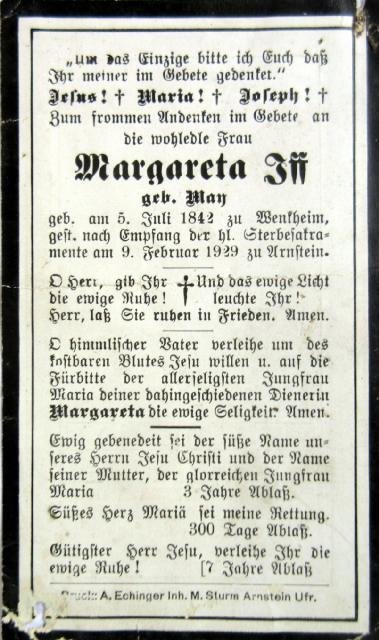 „Um das Einzige bitte ich Euch daß
Ihr meiner im Gebete gedenket."
Jesus! † Maria! † Joseph! †
Zum frommen Andenken im Gebete an
die wohledle Frau
Margareta Iff
geb. May
geb. am 5. Juli 1842 zu Wenkheim,
gest. nach Empfang der hl. Sterbesakra-
mente am 9. Februar 1929 zu Arnstein.
O Herr, gib Ihr † Und das ewige Licht
die ewige Ruhe! leuchte Ihr!
Herr, laß Sie ruhen in Frieden. Amen.
O himmlischer Vater verleihe um des
kostbaren Blutes Jesu willen u. auf die
Fürbitte der allerseligsten Jungfrau
Maria deiner dahingeschiedenen Dienerin
Margareta die ewige Seligkeit. Amen.
Ewig gebenedeit sei der süße Name un-
seres Herrn Jesu Christi und der Name
seiner Mutter, der glorreichen Jungfrau
Maria 3 Jahre Ablaß.
Süßes Herz Mariä sei meine Rettung.
300 Tage Ablaß.
Gütigster Herr Jesu, verleihe Ihr die
ewige Ruhe! [7 Jahre Ablaß
Druck: A. Echinger Inh. M. Sturm Arnstein Ufr.